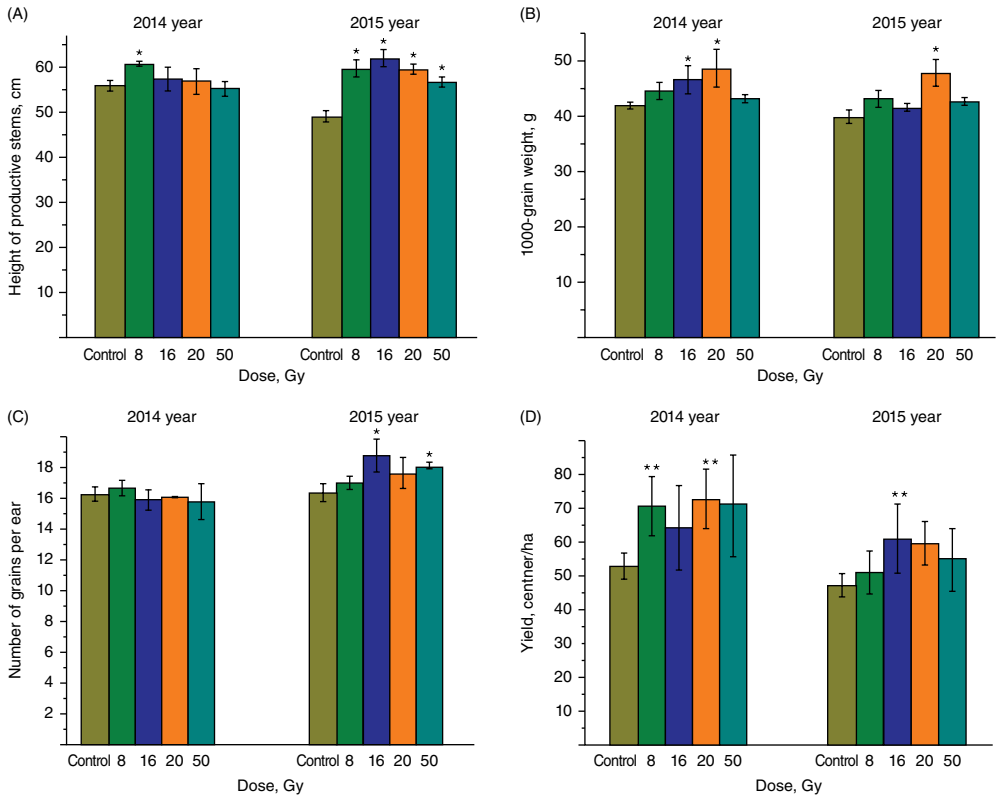 (A)
2014 year
2015 year
Height of productive stems, cm
60
50
40
30
20
10
*
* * * *
Control 8 16 20 50
Control 8 16 20 50
Dose, Gy
(B)
2014 year
2015 year
1000-grain weight, g
50
40
30
20
10
* *
*
Control 8 16 20 50
Control 8 16 20 50
Dose, Gy
(C)
2014 year
2015 year
Number of grains per ear
18
16
14
12
10
8
6
4
2
* *
Control 8 16 20 50
Control 8 16 20 50
Dose, Gy
(D)
2014 year
2015 year
Yield, centner/ha
80
70
60
50
40
30
20
10
** **
**
Control 8 16 20 50
Control 8 16 20 50
Dose, Gy